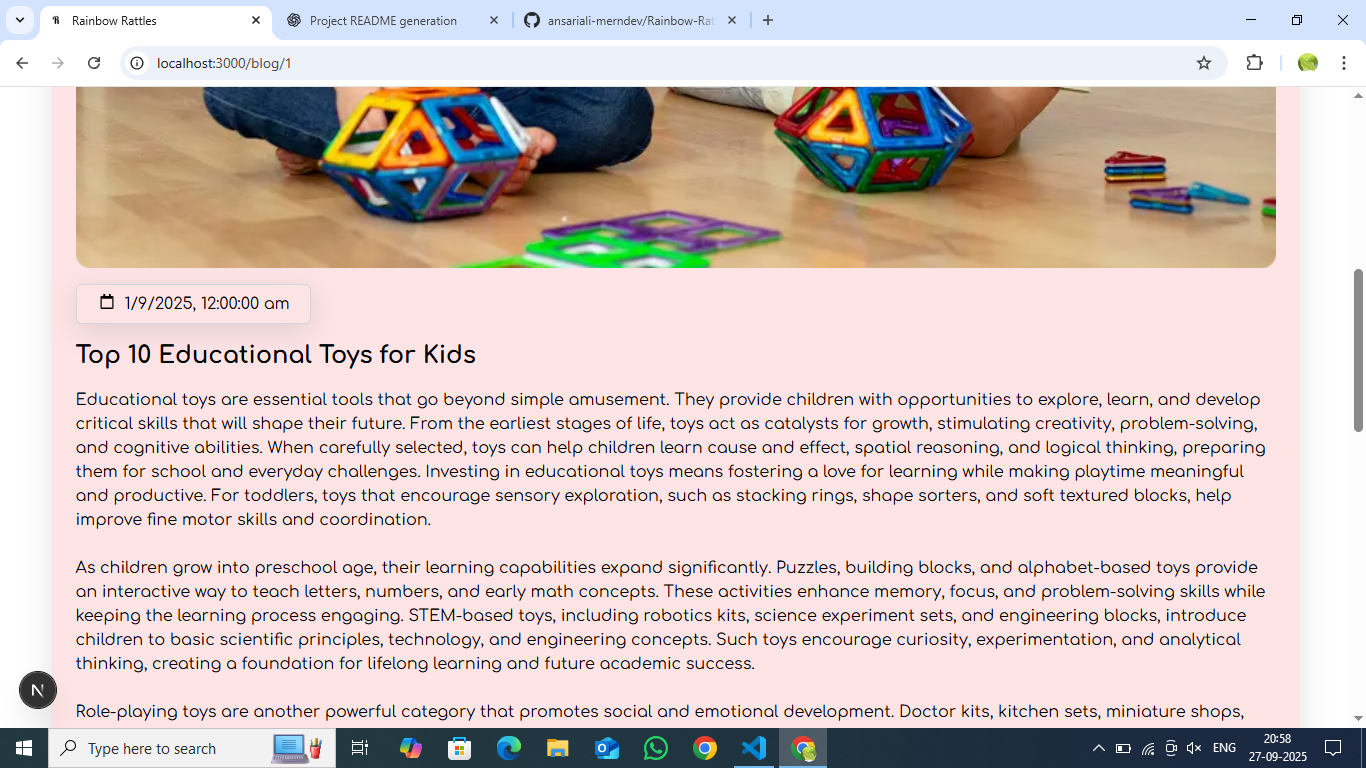 Rainbow Rattles
Project README generation
ansariali-merndev/Rainbow-Rat
localhost:3000/blog/1
1/9/2025, 12:00:00 am
Top 10 Educational Toys for Kids
Educational toys are essential tools that go beyond simple amusement. They provide children with opportunities to explore, learn, and develop
critical skills that will shape their future. From the earliest stages of life, toys act as catalysts for growth, stimulating creativity, problem-solving,
and cognitive abilities. When carefully selected, toys can help children learn cause and effect, spatial reasoning, and logical thinking, preparing
them for school and everyday challenges. Investing in educational toys means fostering a love for learning while making playtime meaningful
and productive. For toddlers, toys that encourage sensory exploration, such as stacking rings, shape sorters, and soft textured blocks, help
improve fine motor skills and coordination.
As children grow into preschool age, their learning capabilities expand significantly. Puzzles, building blocks, and alphabet-based toys provide
an interactive way to teach letters, numbers, and early math concepts. These activities enhance memory, focus, and problem-solving skills while
keeping the learning process engaging. STEM-based toys, including robotics kits, science experiment sets, and engineering blocks, introduce
children to basic scientific principles, technology, and engineering concepts. Such toys encourage curiosity, experimentation, and analytical
thinking, creating a foundation for lifelong learning and future academic success.
Role-playing toys are another powerful category that promotes social and emotional development. Doctor kits, kitchen sets, miniature shops,
N
Type here to search
ENG
20:58
27-09-2025